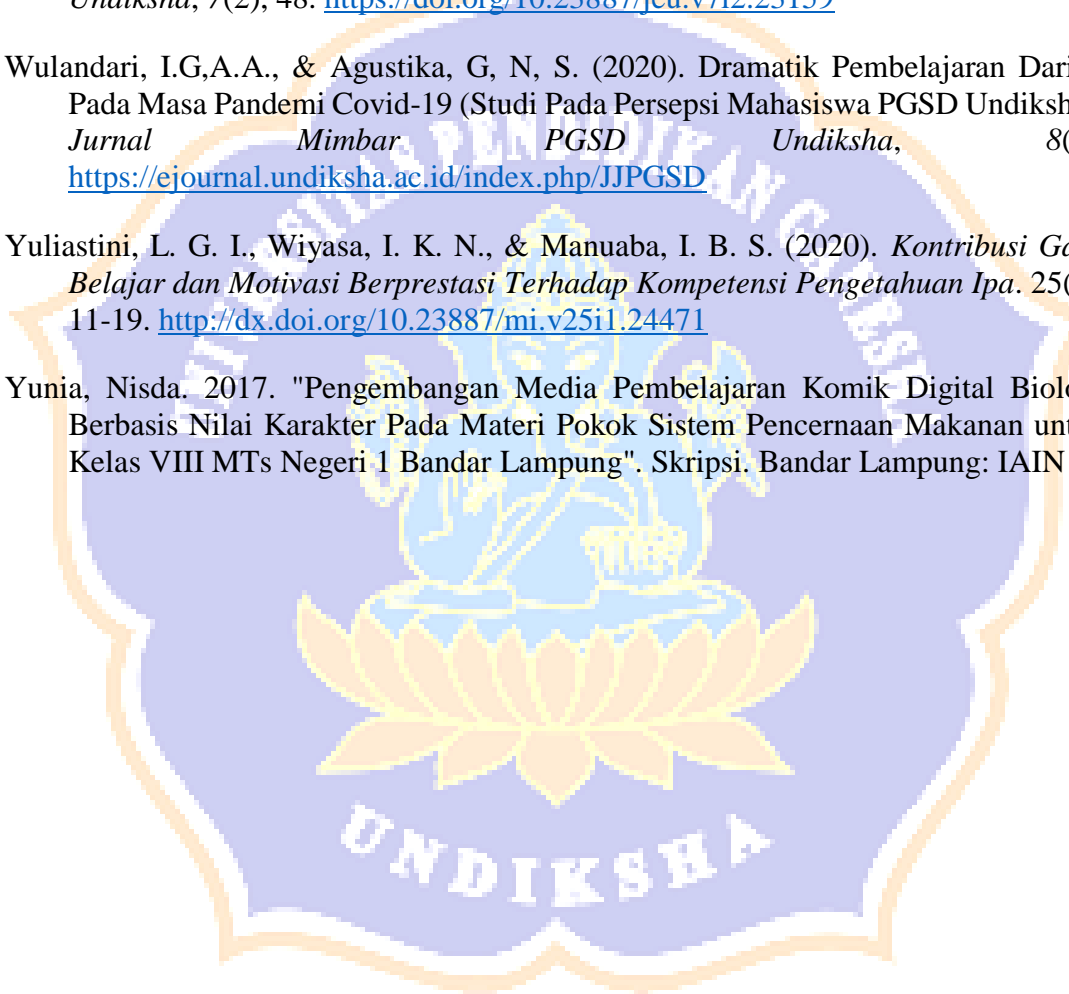 Undiksha, 7(2), 48. https://doi.org/10.23887/jeu.v7i2.23159
Wulandari, I.G,A.A., & Agustika, G, N, S. (2020). Dramatik Pembelajaran Dari
Pada Masa Pandemi Covid-19 (Studi Pada Persepsi Mahasiswa PGSD Undiksh
Jurnal Mimbar PGSD Undiksha, 8(
https://ejournal.undiksha.ac.id/index.php/JJPGSD
Yuliastini, L. G. I., Wiyasa, I. K. N., & Manuaba, I. B. S. (2020). Kontribusi Ga
Belajar dan Motivasi Berprestasi Terhadap Kompetensi Pengetahuan Ipa. 25(
11-19. http://dx.doi.org/10.23887/mi.v25i1.24471
Yunia, Nisda. 2017. "Pengembangan Media Pembelajaran Komik Digital Biolo
Berbasis Nilai Karakter Pada Materi Pokok Sistem Pencernaan Makanan unt
Kelas VIII MTs Negeri 1 Bandar Lampung". Skripsi. Bandar Lampung: IAIN
UNIVERSITAS PENDIDIKAN GANESHA
UNDIKSHA